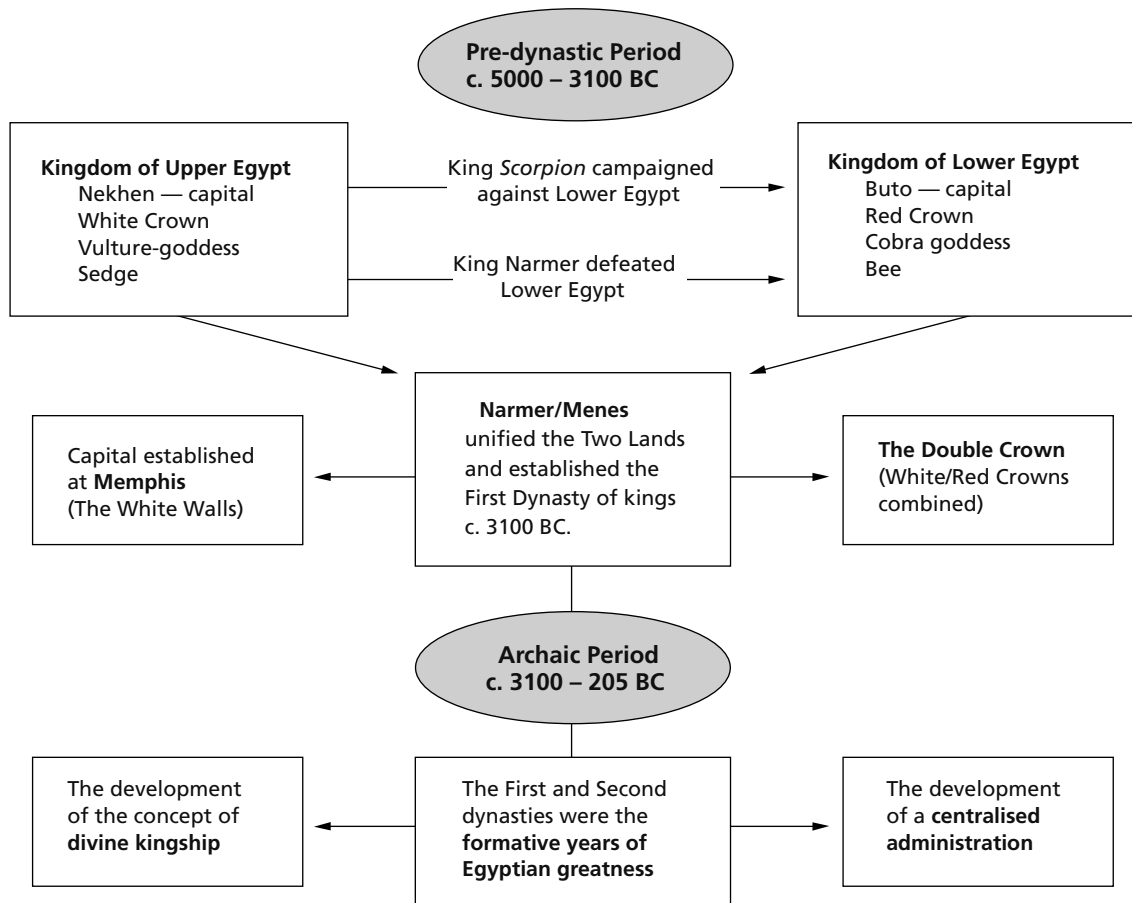 Pre-dynastic Period
c. 5000 – 3100 BC
Kingdom of Upper Egypt
Nekhen — capital
White Crown
Vulture-goddess
Sedge
King Scorpion campaigned
against Lower Egypt
King Narmer defeated
Lower Egypt
Kingdom of Lower Egypt
Buto — capital
Red Crown
Cobra goddess
Bee
Capital established
at Memphis
(The White Walls)
Narmer/Menes
unified the Two Lands
and established the
First Dynasty of kings
c. 3100 BC.
The Double Crown
(White/Red Crowns
combined)
Archaic Period
c. 3100 – 205 BC
The development
of the concept of
divine kingship
The First and Second
dynasties were the
formative years of
Egyptian greatness
The development
of a centralised
administration